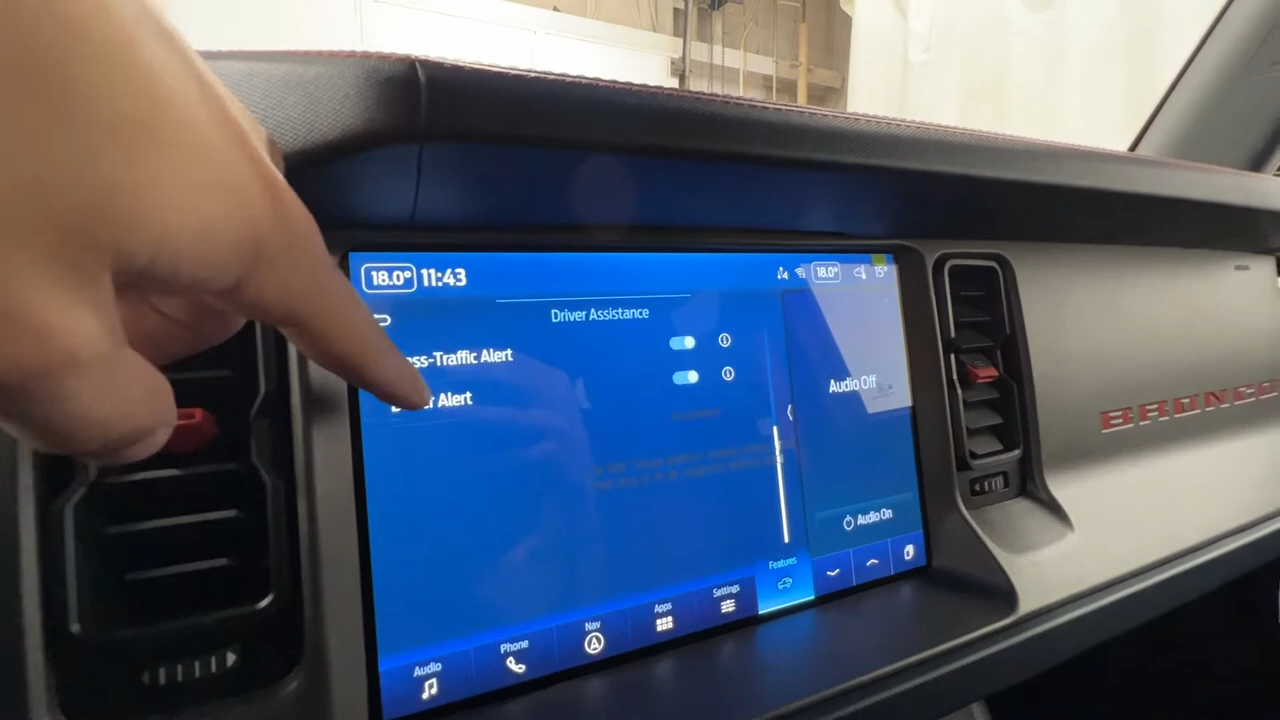 18.0° 11:43
18.0° 15°
Driver Assistance
ss-Traffic Alert
Alert
Audio Off
Audio On
Audio
Phone
Nav
Apps
Settings
Features
BRONCO